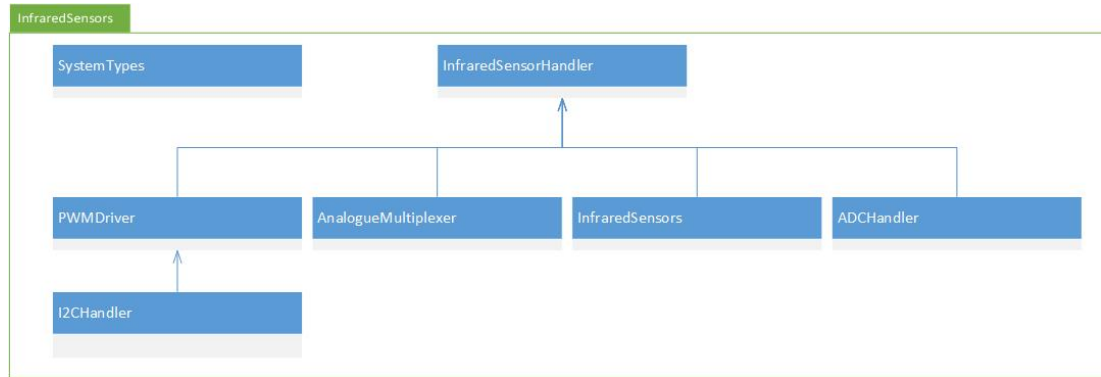 InfraredSensors
SystemTypes
InfraredSensorHandler
PWMDriver
AnalogueMultiplexer
InfraredSensors
ADCHandler
I2CHandler